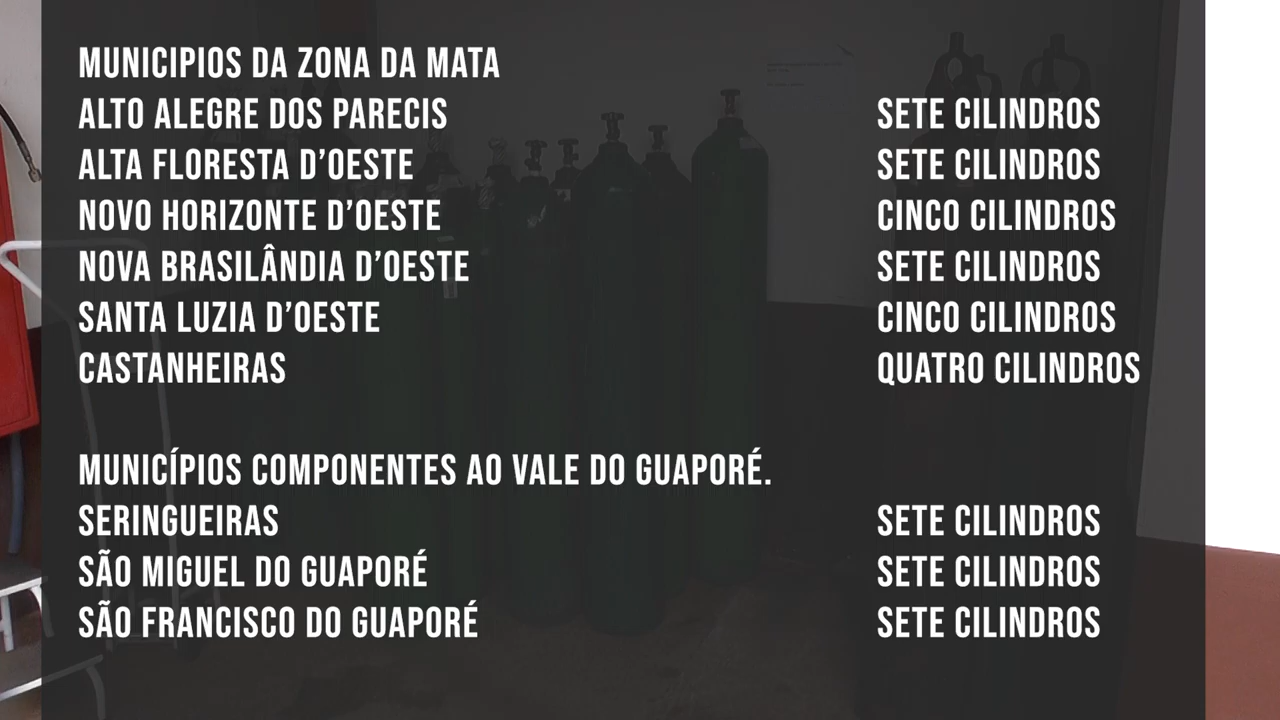 MUNICIPIOS DA ZONA DA MATA
ALTO ALEGRE DOS PARECIS SETE CILINDROS
ALTA FLORESTA D’OESTE SETE CILINDROS
NOVO HORIZONTE D’OESTE CINCO CILINDROS
NOVA BRASILÂNDIA D’OESTE SETE CILINDROS
SANTA LUZIA D’OESTE CINCO CILINDROS
CASTANHEIRAS QUATRO CILINDROS
MUNICÍPIOS COMPONENTES AO VALE DO GUAPORÉ.
SERINGUEIRAS SETE CILINDROS
SÃO MIGUEL DO GUAPORÉ SETE CILINDROS
SÃO FRANCISCO DO GUAPORÉ SETE CILINDROS